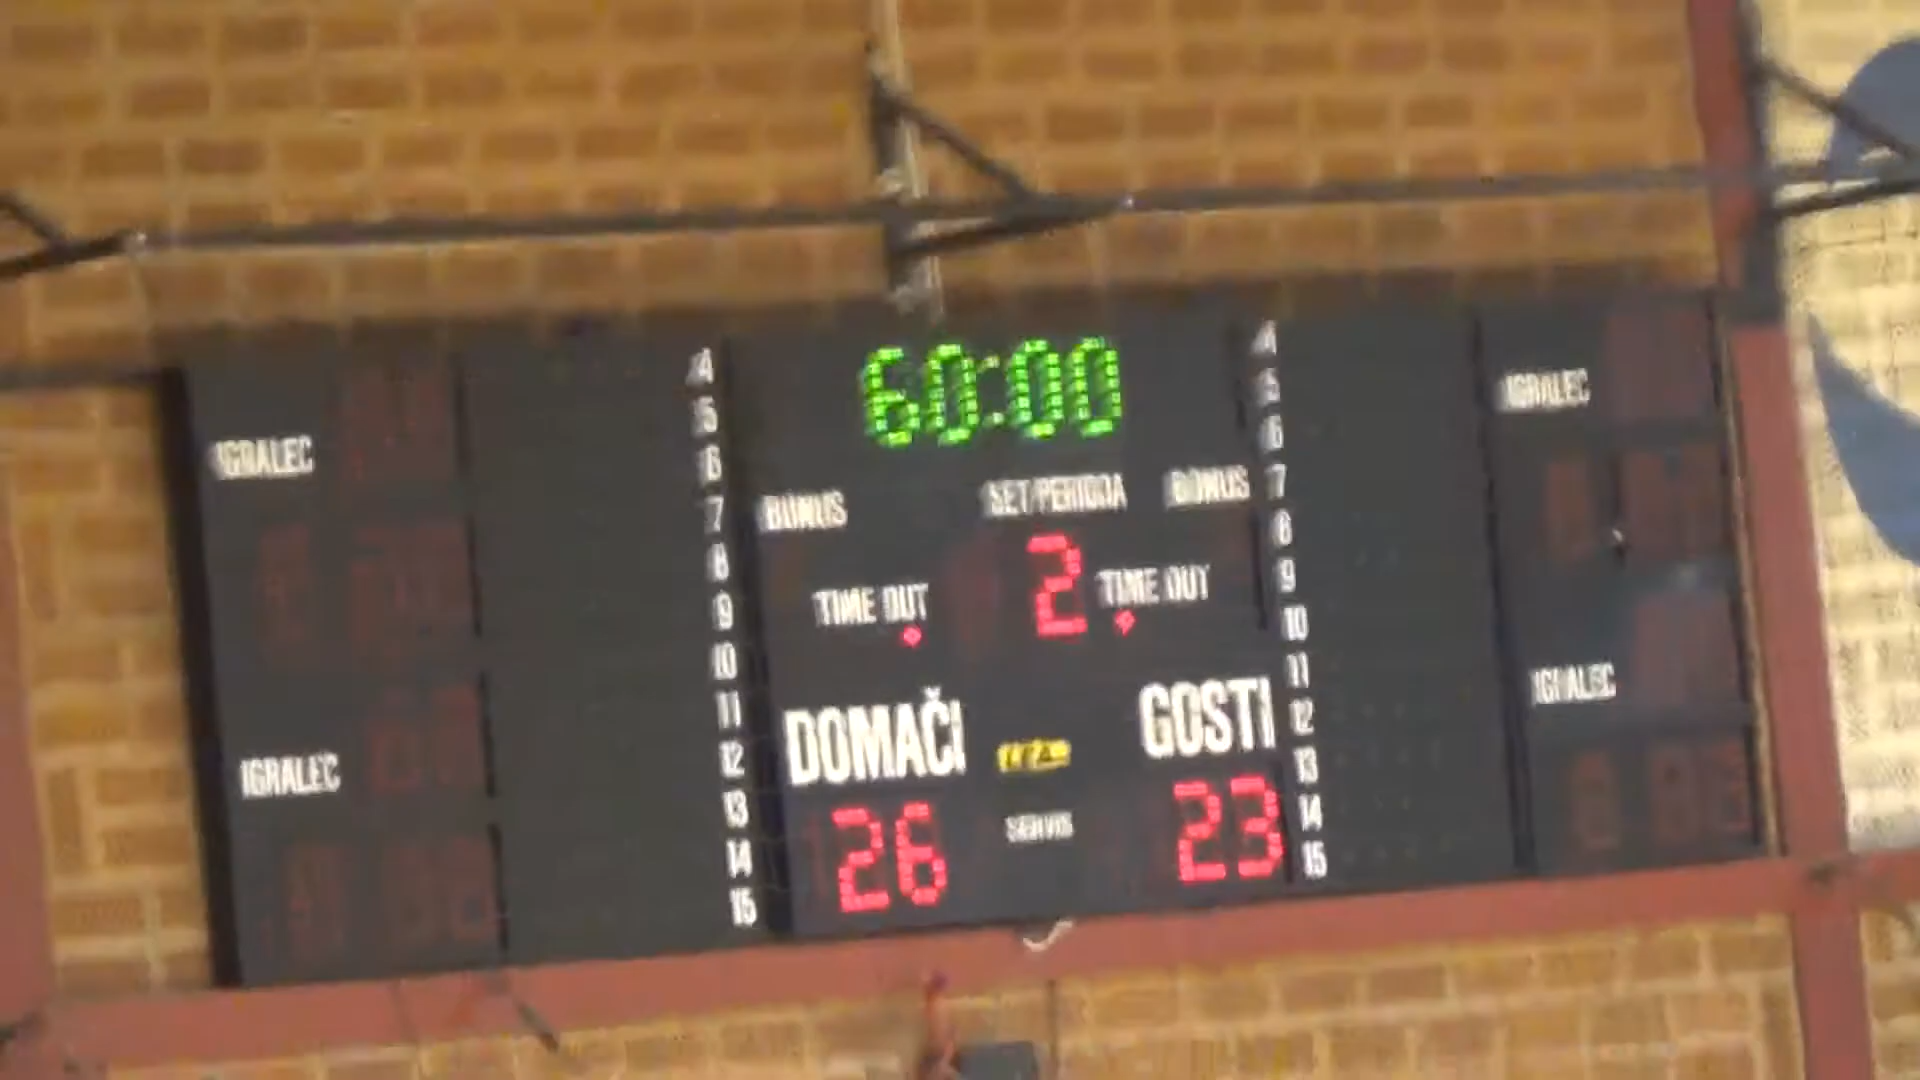 60:00
IGRALEC
IGRALEC
4
5
6
7
8
9
10
11
12
13
14
15
BONUS
SET/PERIODA
BONUS
2
TIME OUT
TIME OUT
DOMAČI
GOSTI
26
SERVIS
23
4
5
6
7
8
9
10
11
12
13
14
15
IGRALEC
IGRALEC